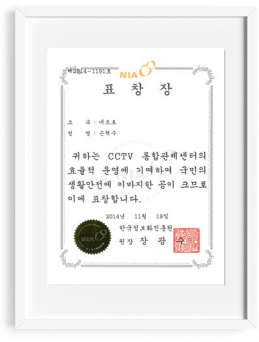 제2014-1191호
NIA
표 창 장
소 속 : 네프로
성 명 : 손형수
위하는 CCTV 통합관제센터의
효율적 운영에 기여하여 국민의
생활안전에 이바지한 공이 크므로
이에 표창합니다.
2014년 11월 19일
한국정보화진흥원
원장 장 광 수